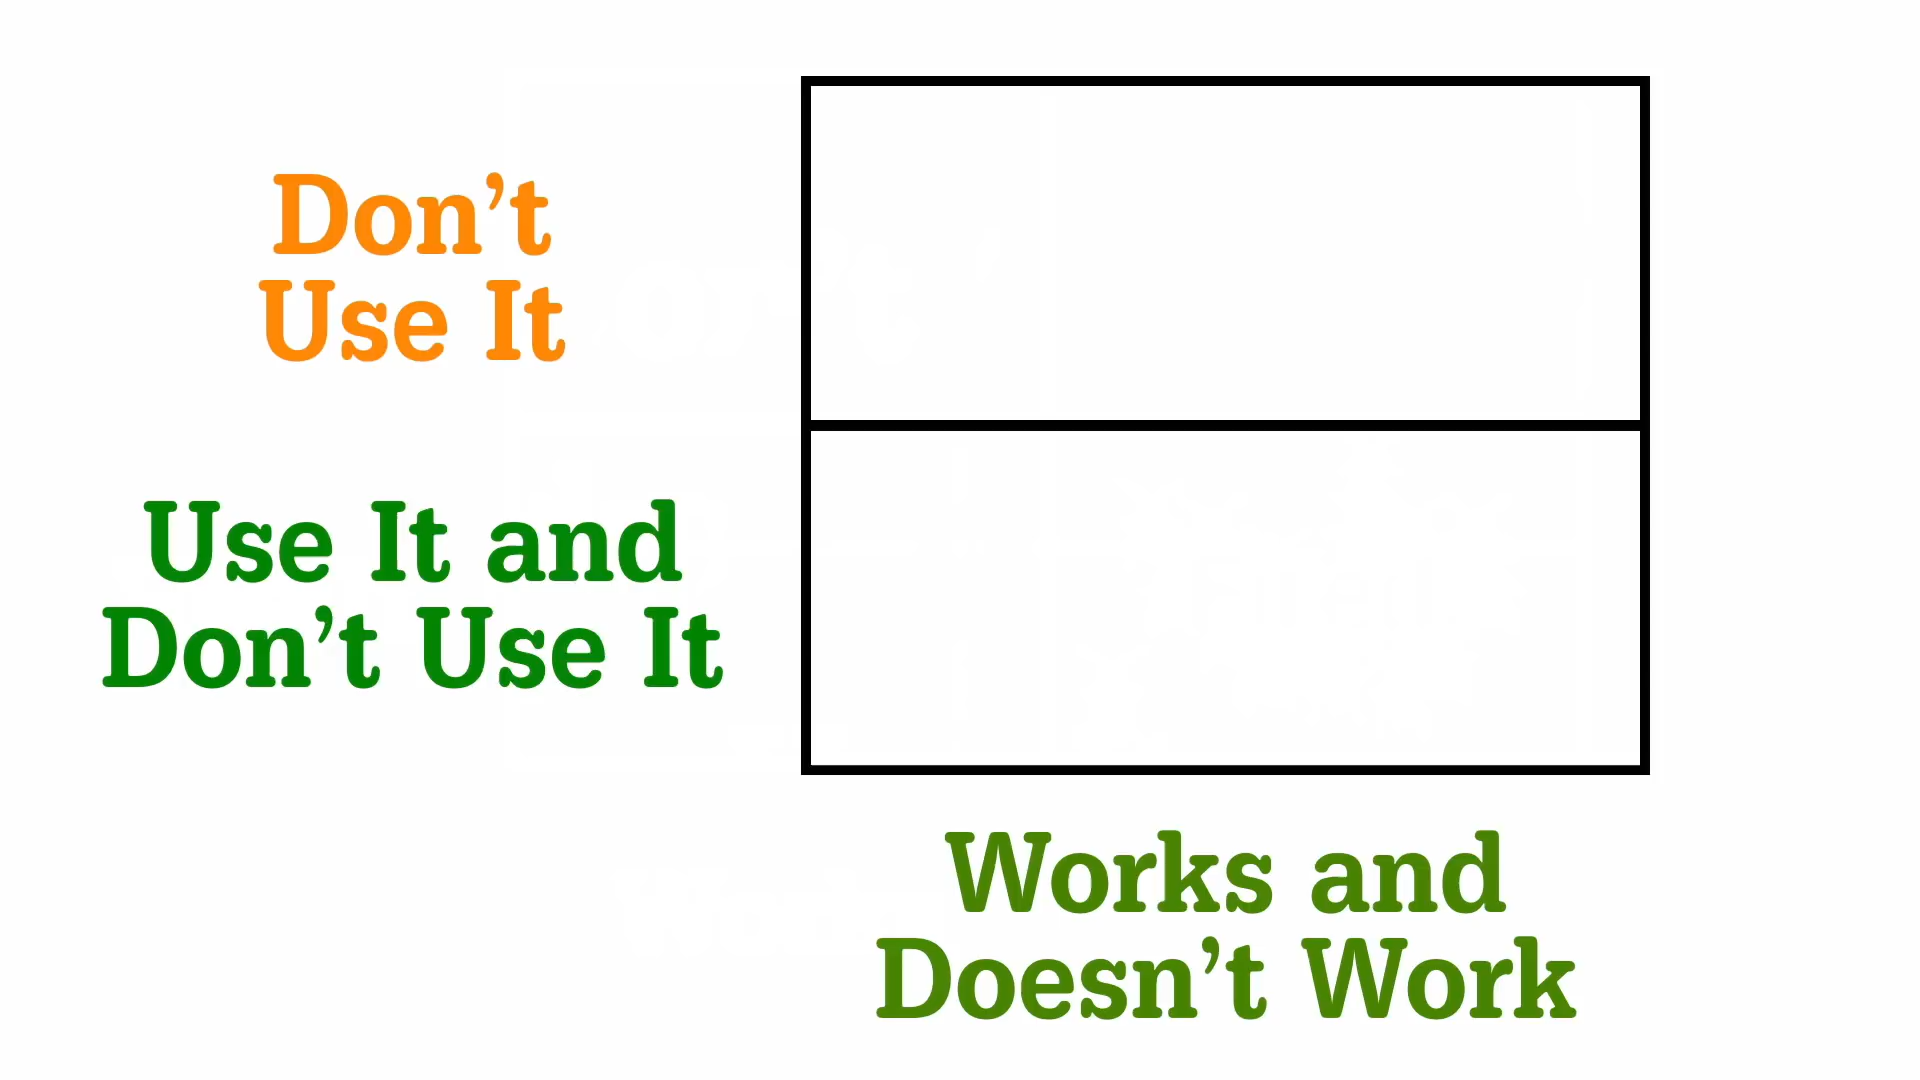 Don’t
Use It
Use It and
Don’t Use It
Works and
Doesn’t Work